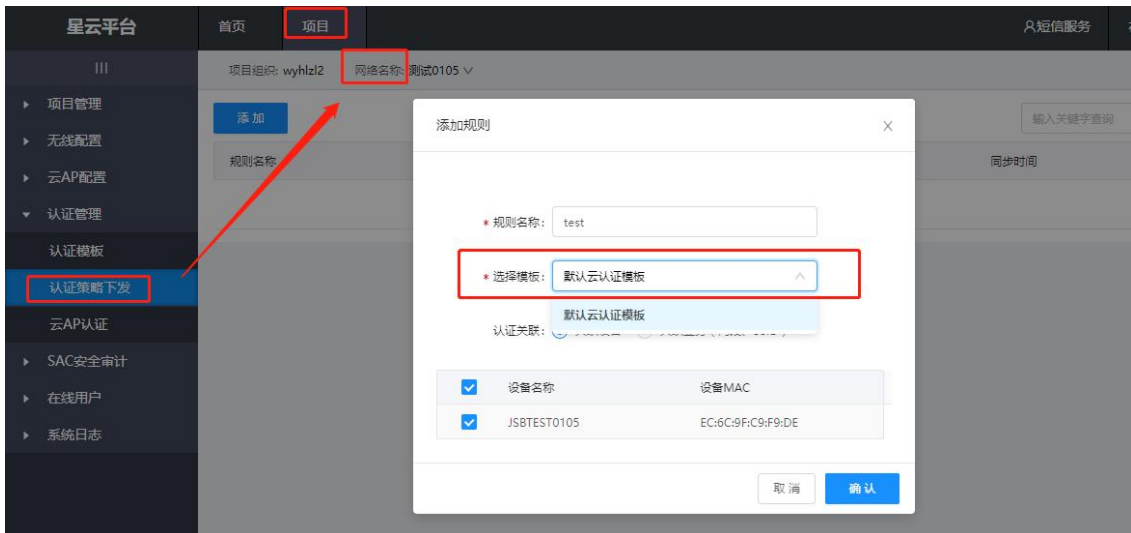 星云平台
首页
项目
短信服务
项目组织: wyhlzl2
网络名称: 测试0105
项目管理
无线配置
云AP配置
认证管理
认证模板
认证策略下发
云AP认证
SAC安全审计
在线用户
系统日志
添加
输入关键字查询
规则名称
同步时间
添加规则
* 规则名称: test
* 选择模板: 默认云认证模板
默认云认证模板
认证关联:
设备名称 设备MAC
JSBTEST0105 EC:6C:9F:C9:F9:DE
取消 确认